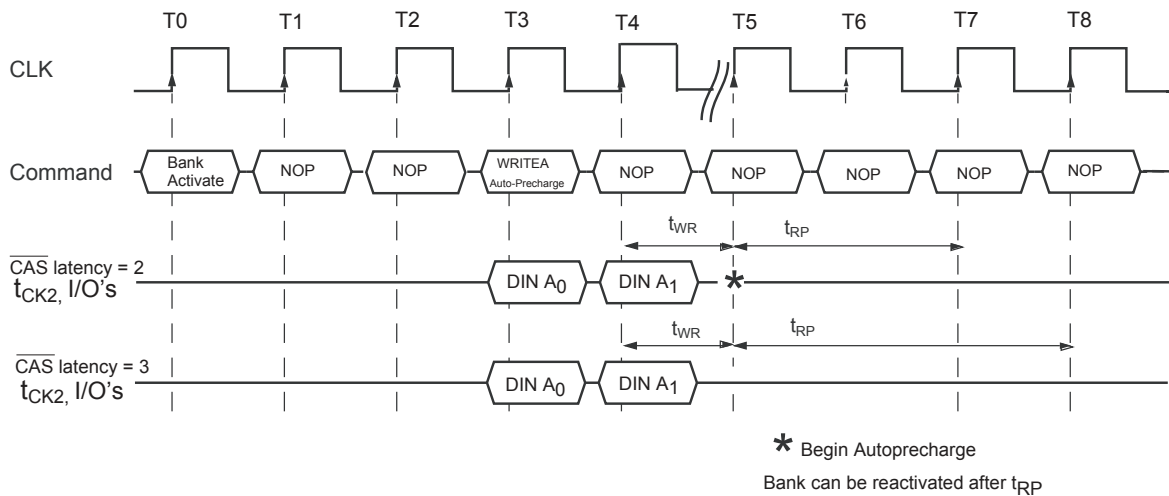 T0 T1 T2 T3 T4 T5 T6 T7 T8
CLK
Command
Bank Activate
NOP
NOP
WRITEA Auto-Precharge
NOP
NOP
NOP
NOP
NOP
tWR tRP
CAS latency = 2
tCK2, I/O's
DIN A0 DIN A1 *
tWR tRP
CAS latency = 3
tCK2, I/O's
DIN A0 DIN A1
* Begin Autoprecharge
Bank can be reactivated after tRP